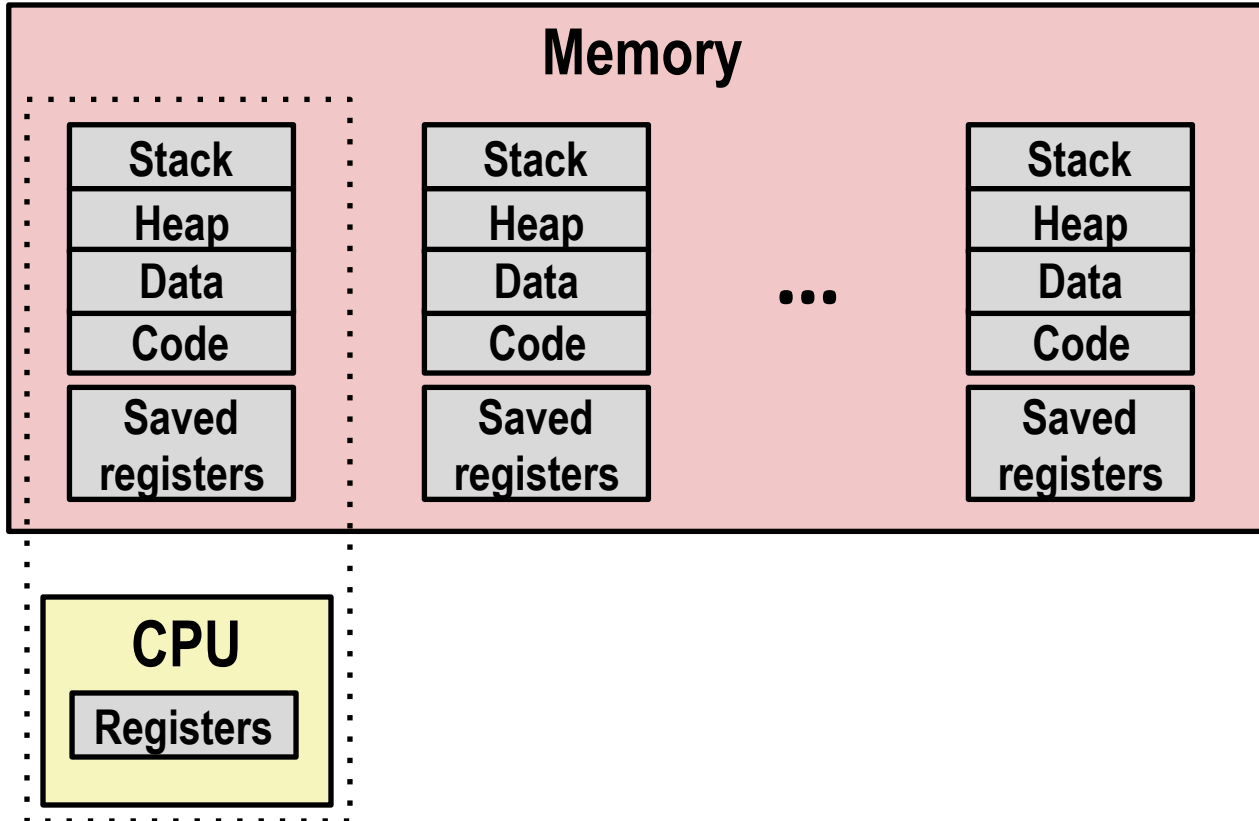 Memory
Stack
Heap
Data
Code
Saved
registers
Stack
Heap
Data
Code
Saved
registers
...
Stack
Heap
Data
Code
Saved
registers
CPU
Registers